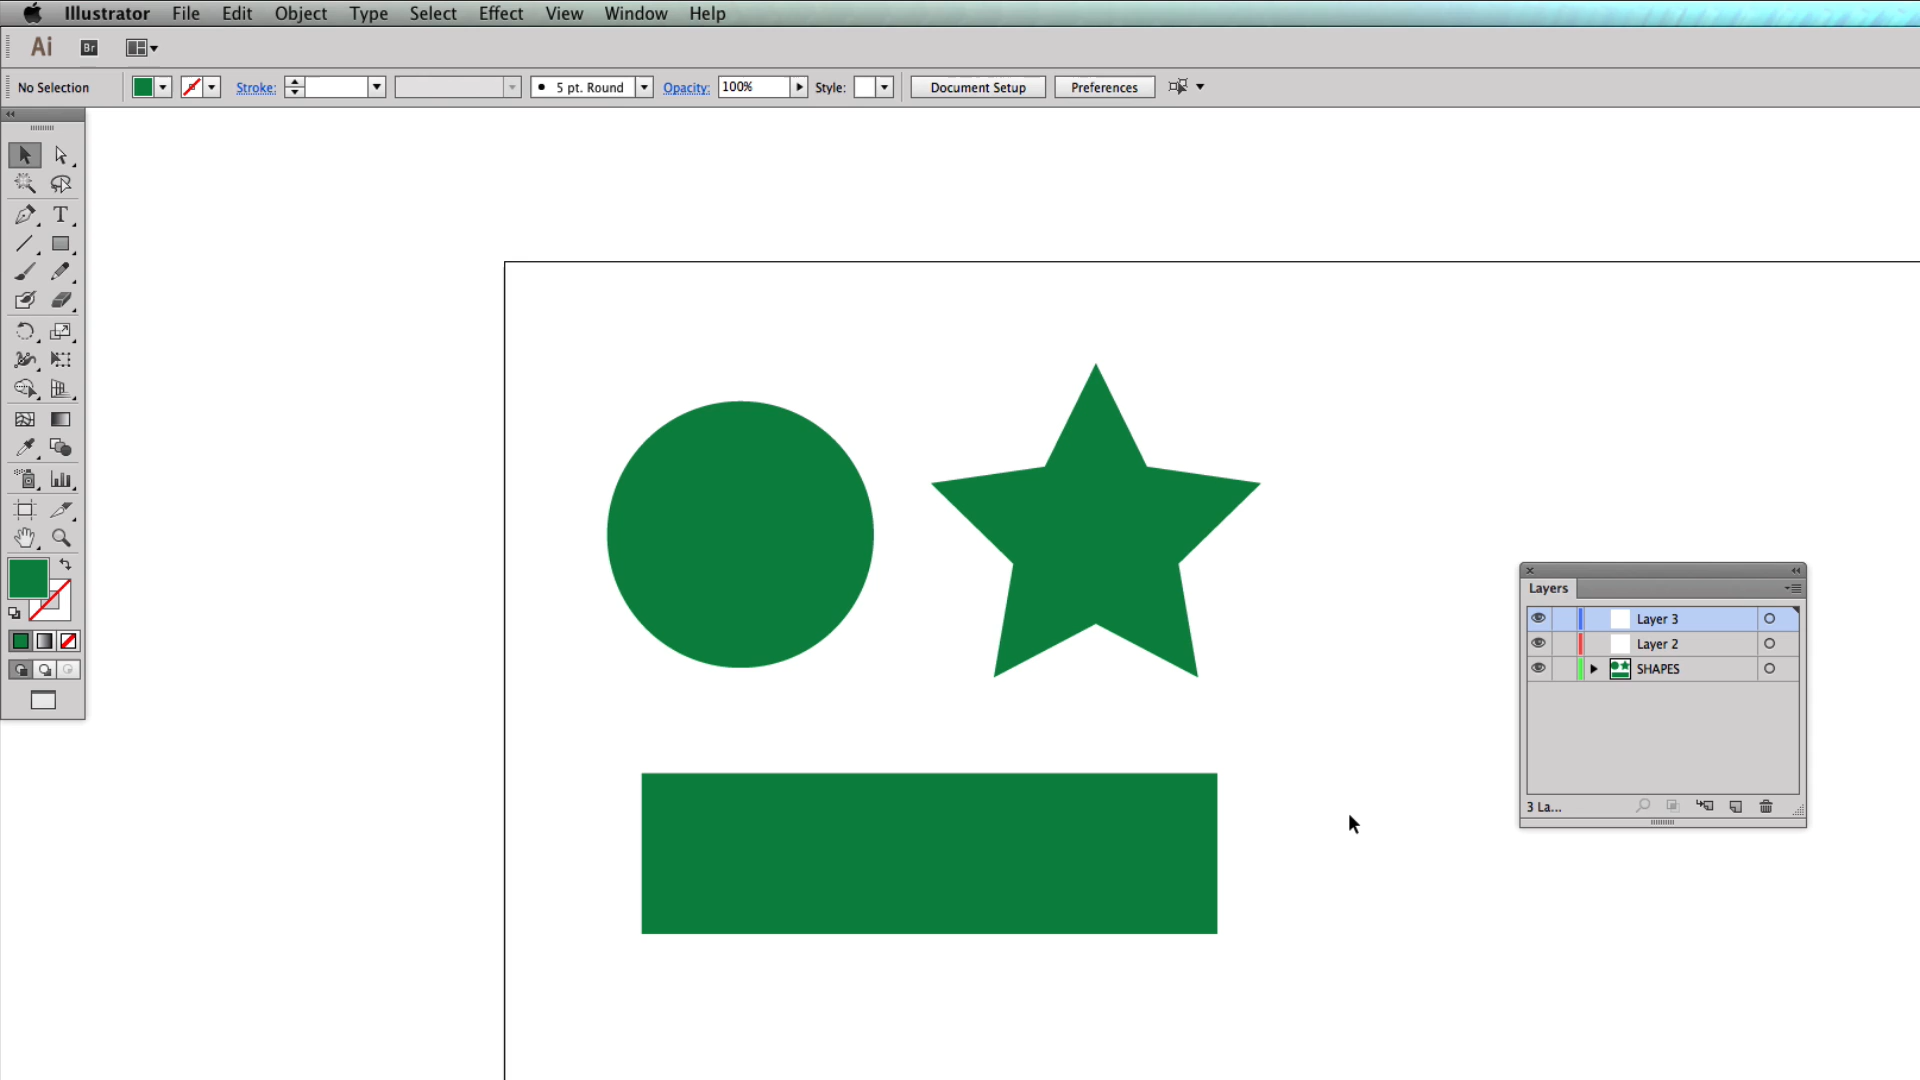 Illustrator File Edit Object Type Select Effect View Window Help
Ai Br
No Selection Stroke: 5 pt. Round Opacity: 100% Style: Document Setup Preferences
T
Layers
Layer 3
Layer 2
SHAPES
3 La...